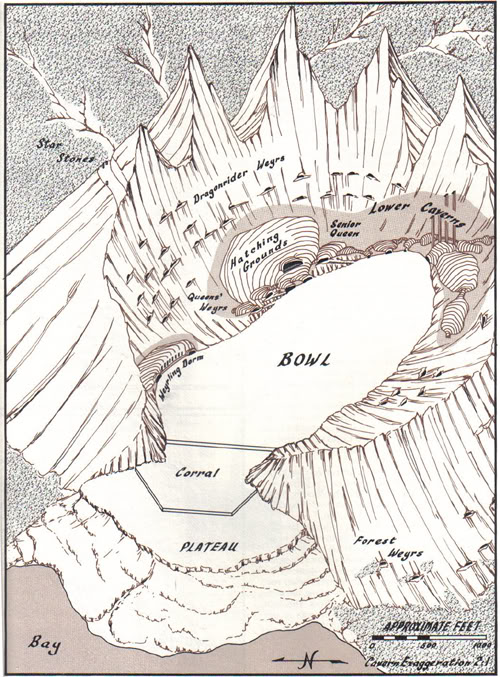 Star
Stones
Dragonrider Weyrs
Lower Caverns
Senior
Queen
Hatching
Grounds
Queens'
Weyrs
Weyrling Barm
BOWL
Corral
PLATEAU
Forest
Weyrs
Bay
N
APPROXIMATE FEET
0 500 1000
Cavern Exaggeration 2:1